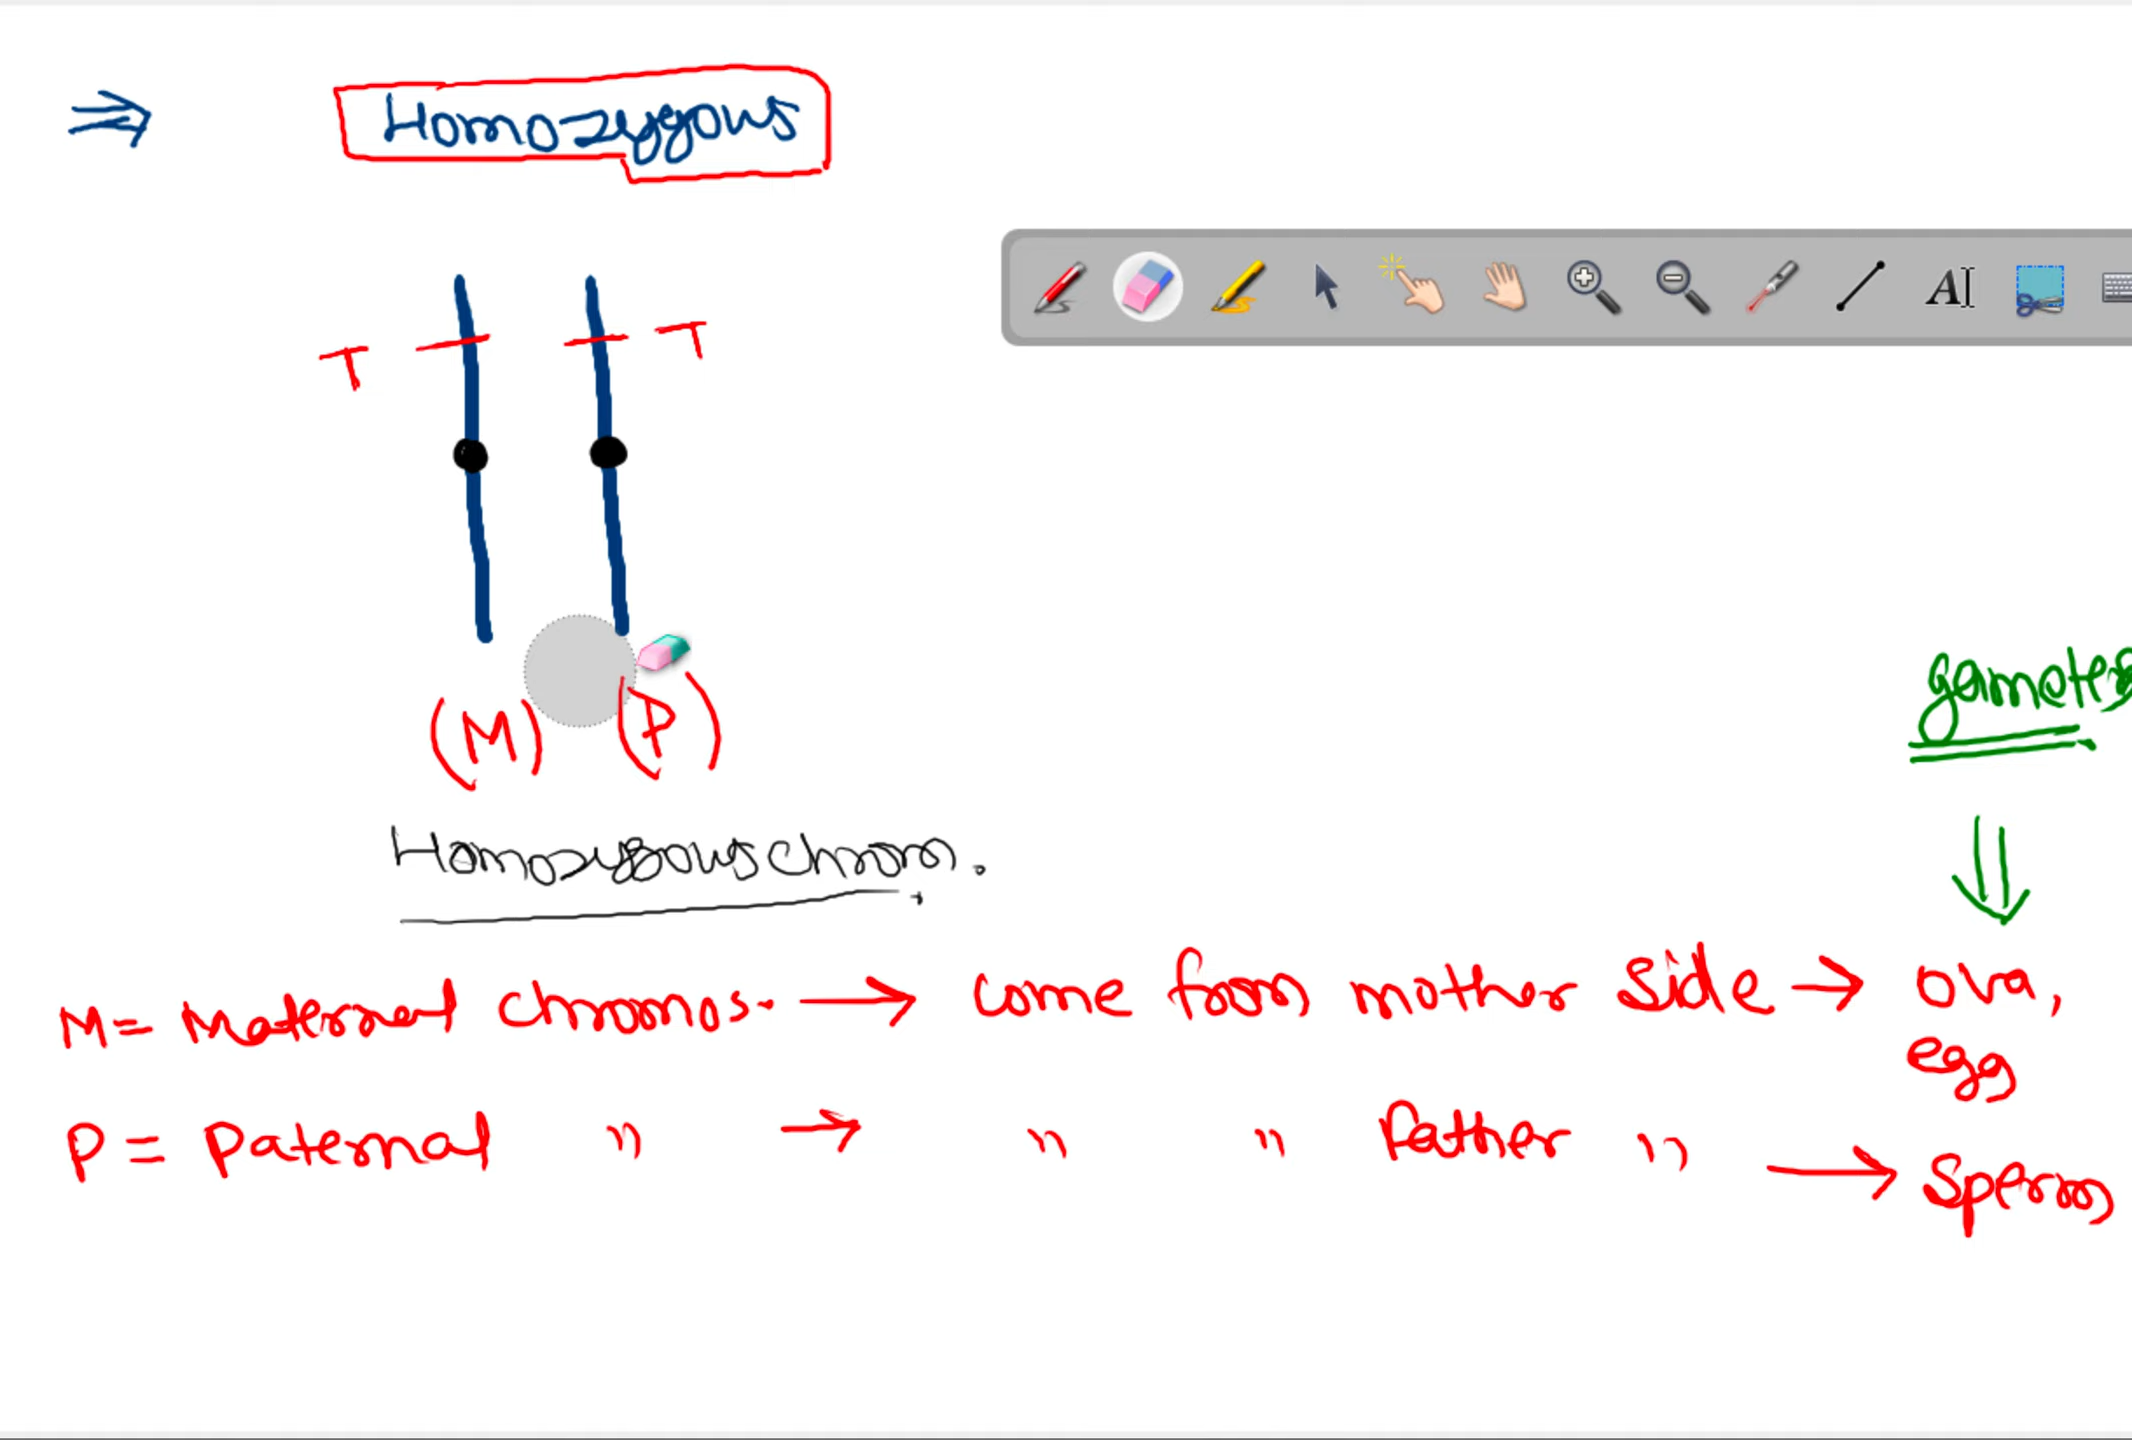 ⇒ Homozygous
T T
(M) (P)
gametes
Homozygous chrom.
M = Maternal chromos. → come from mother side → ova,
egg
P = Paternal " → " " Father " → Sperm